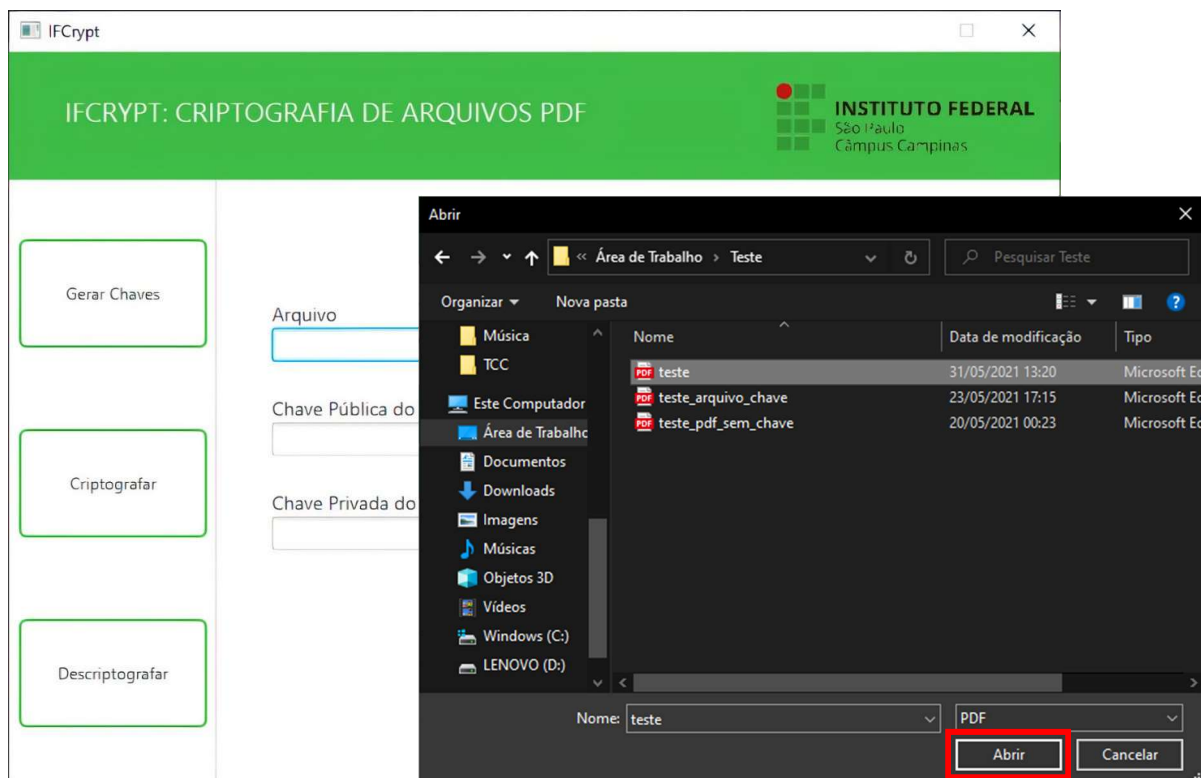 IFCrypt
IFCRYPT: CRIPTOGRAFIA DE ARQUIVOS PDF
INSTITUTO FEDERAL
São Paulo
Câmpus Campinas
Gerar Chaves
Criptografar
Descriptografar
Arquivo
Chave Pública do
Chave Privada do
Abrir
« Área de Trabalho › Teste
Pesquisar Teste
Organizar
Nova pasta
Música
TCC
Este Computador
Área de Trabalho
Documentos
Downloads
Imagens
Músicas
Objetos 3D
Vídeos
Windows (C:)
LENOVO (D:)
Nome Data de modificação Tipo
PDF teste 31/05/2021 13:20 Microsoft Ed
PDF teste_arquivo_chave 23/05/2021 17:15 Microsoft Ed
PDF teste_pdf_sem_chave 20/05/2021 00:23 Microsoft Ed
Nome: teste PDF
Abrir Cancelar